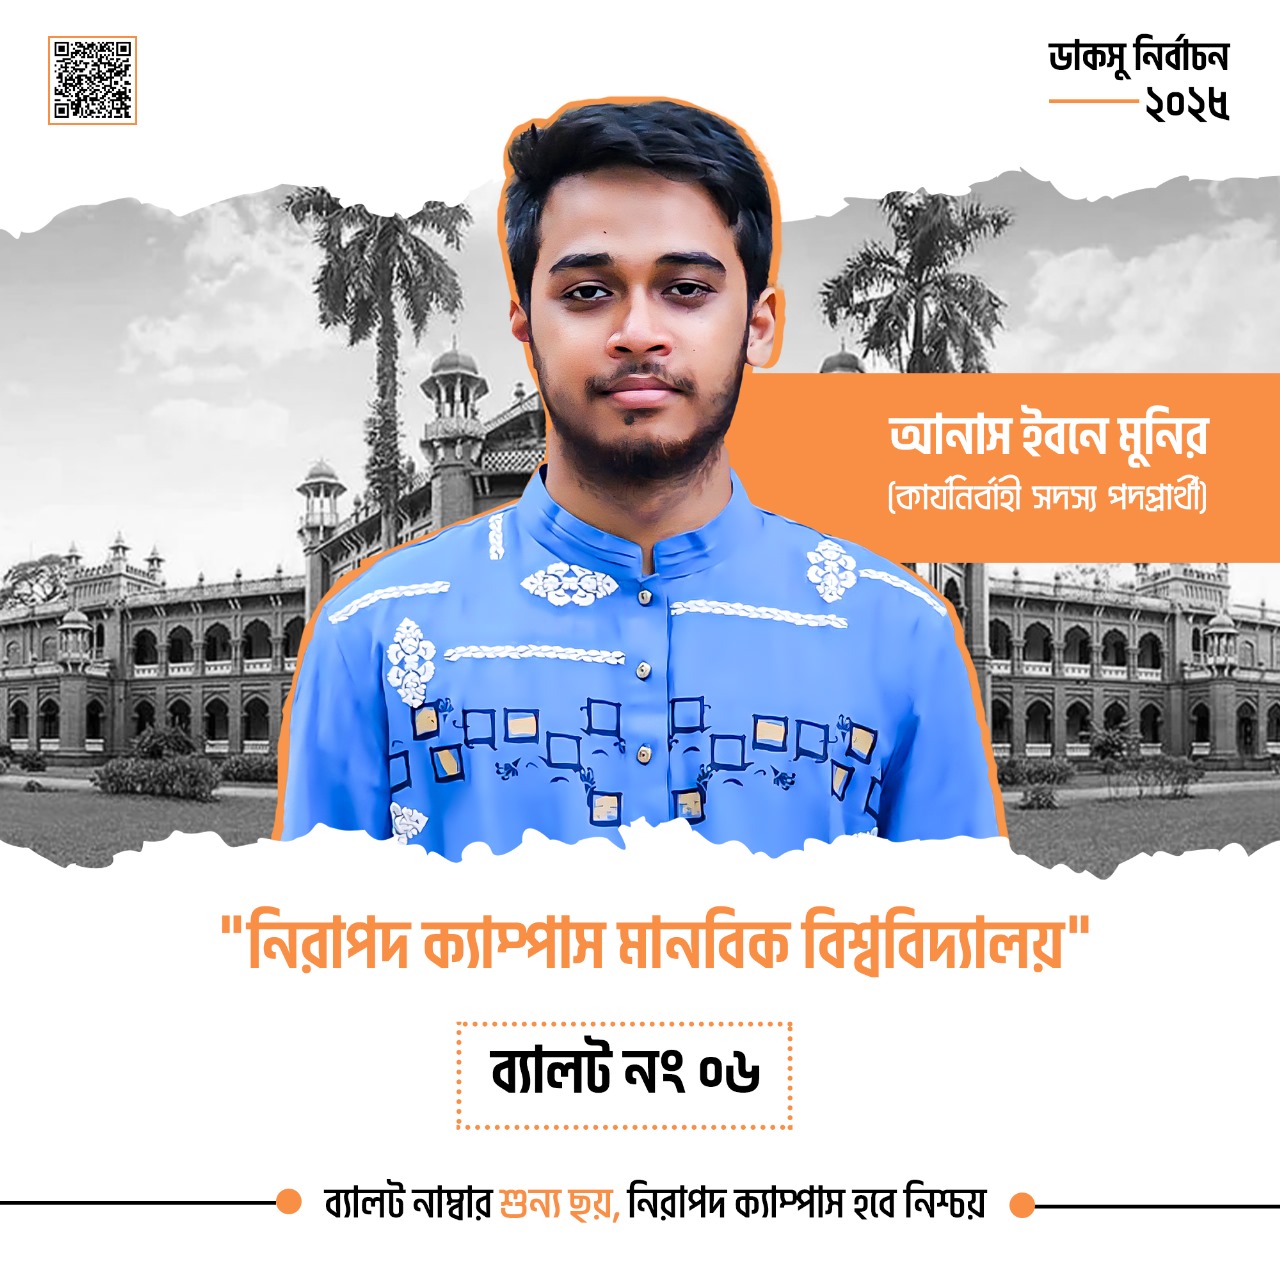 ডাকসু নির্বাচন
২০২৫
আনাস ইবনে মুনির
(কার্যনির্বাহী সদস্য পদপ্রার্থী)
"নিরাপদ ক্যাম্পাস মানবিক বিশ্ববিদ্যালয়"
ব্যালট নং ০৬
ব্যালট নাম্বার শুন্য ছয়, নিরাপদ ক্যাম্পাস হবে নিশ্চয়